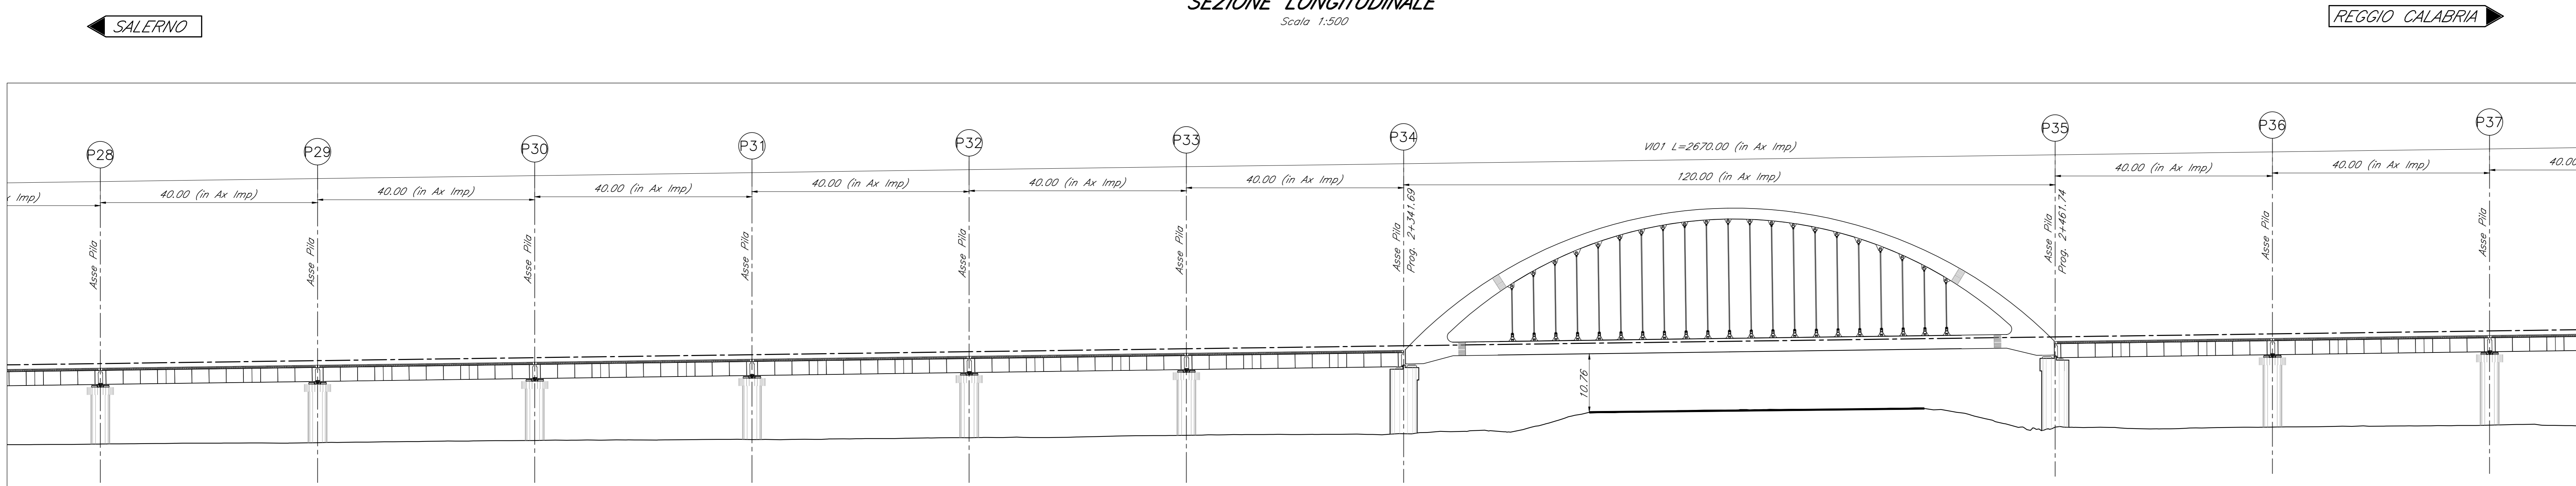 SEZIONE LONGITUDINALE
Scala 1:500
SALERNO
REGGIO CALABRIA
P28
P29
P30
P31
P32
P33
P34
P35
P36
P37
VI01 L=2670.00 (in Ax Imp)
Imp)
40.00 (in Ax Imp)
40.00 (in Ax Imp)
40.00 (in Ax Imp)
40.00 (in Ax Imp)
40.00 (in Ax Imp)
40.00 (in Ax Imp)
120.00 (in Ax Imp)
40.00 (in Ax Imp)
40.00 (in Ax Imp)
40.00
Asse Pila
Asse Pila
Asse Pila
Asse Pila
Asse Pila
Asse Pila
Asse Pila
Prog. 2+341.69
Asse Pila
Prog. 2+461.74
Asse Pila
Asse Pila
10.76